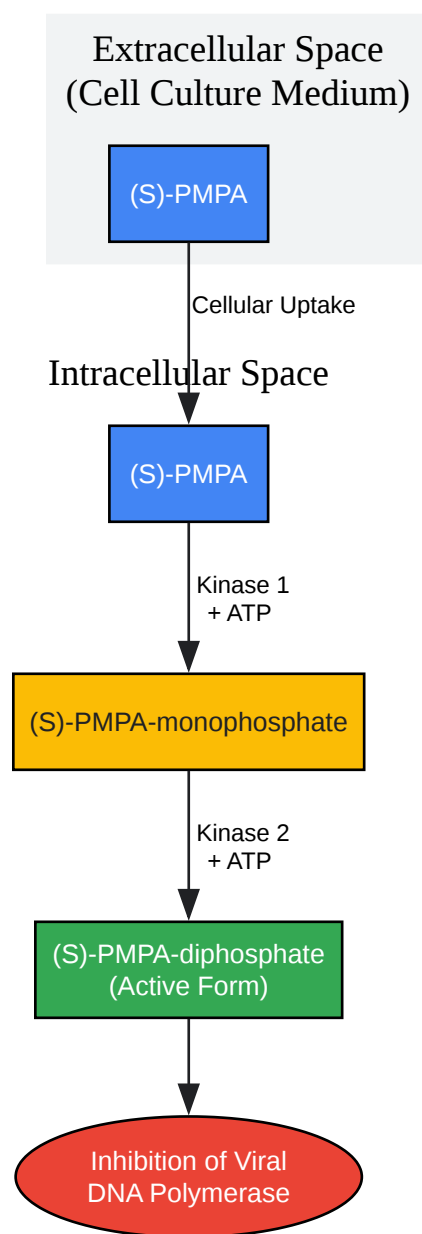 Extracellular Space
(Cell Culture Medium)
(S)-PMPA
Cellular Uptake
Intracellular Space
(S)-PMPA
Kinase 1
+ ATP
(S)-PMPA-monophosphate
Kinase 2
+ ATP
(S)-PMPA-diphosphate
(Active Form)
Inhibition of Viral
DNA Polymerase